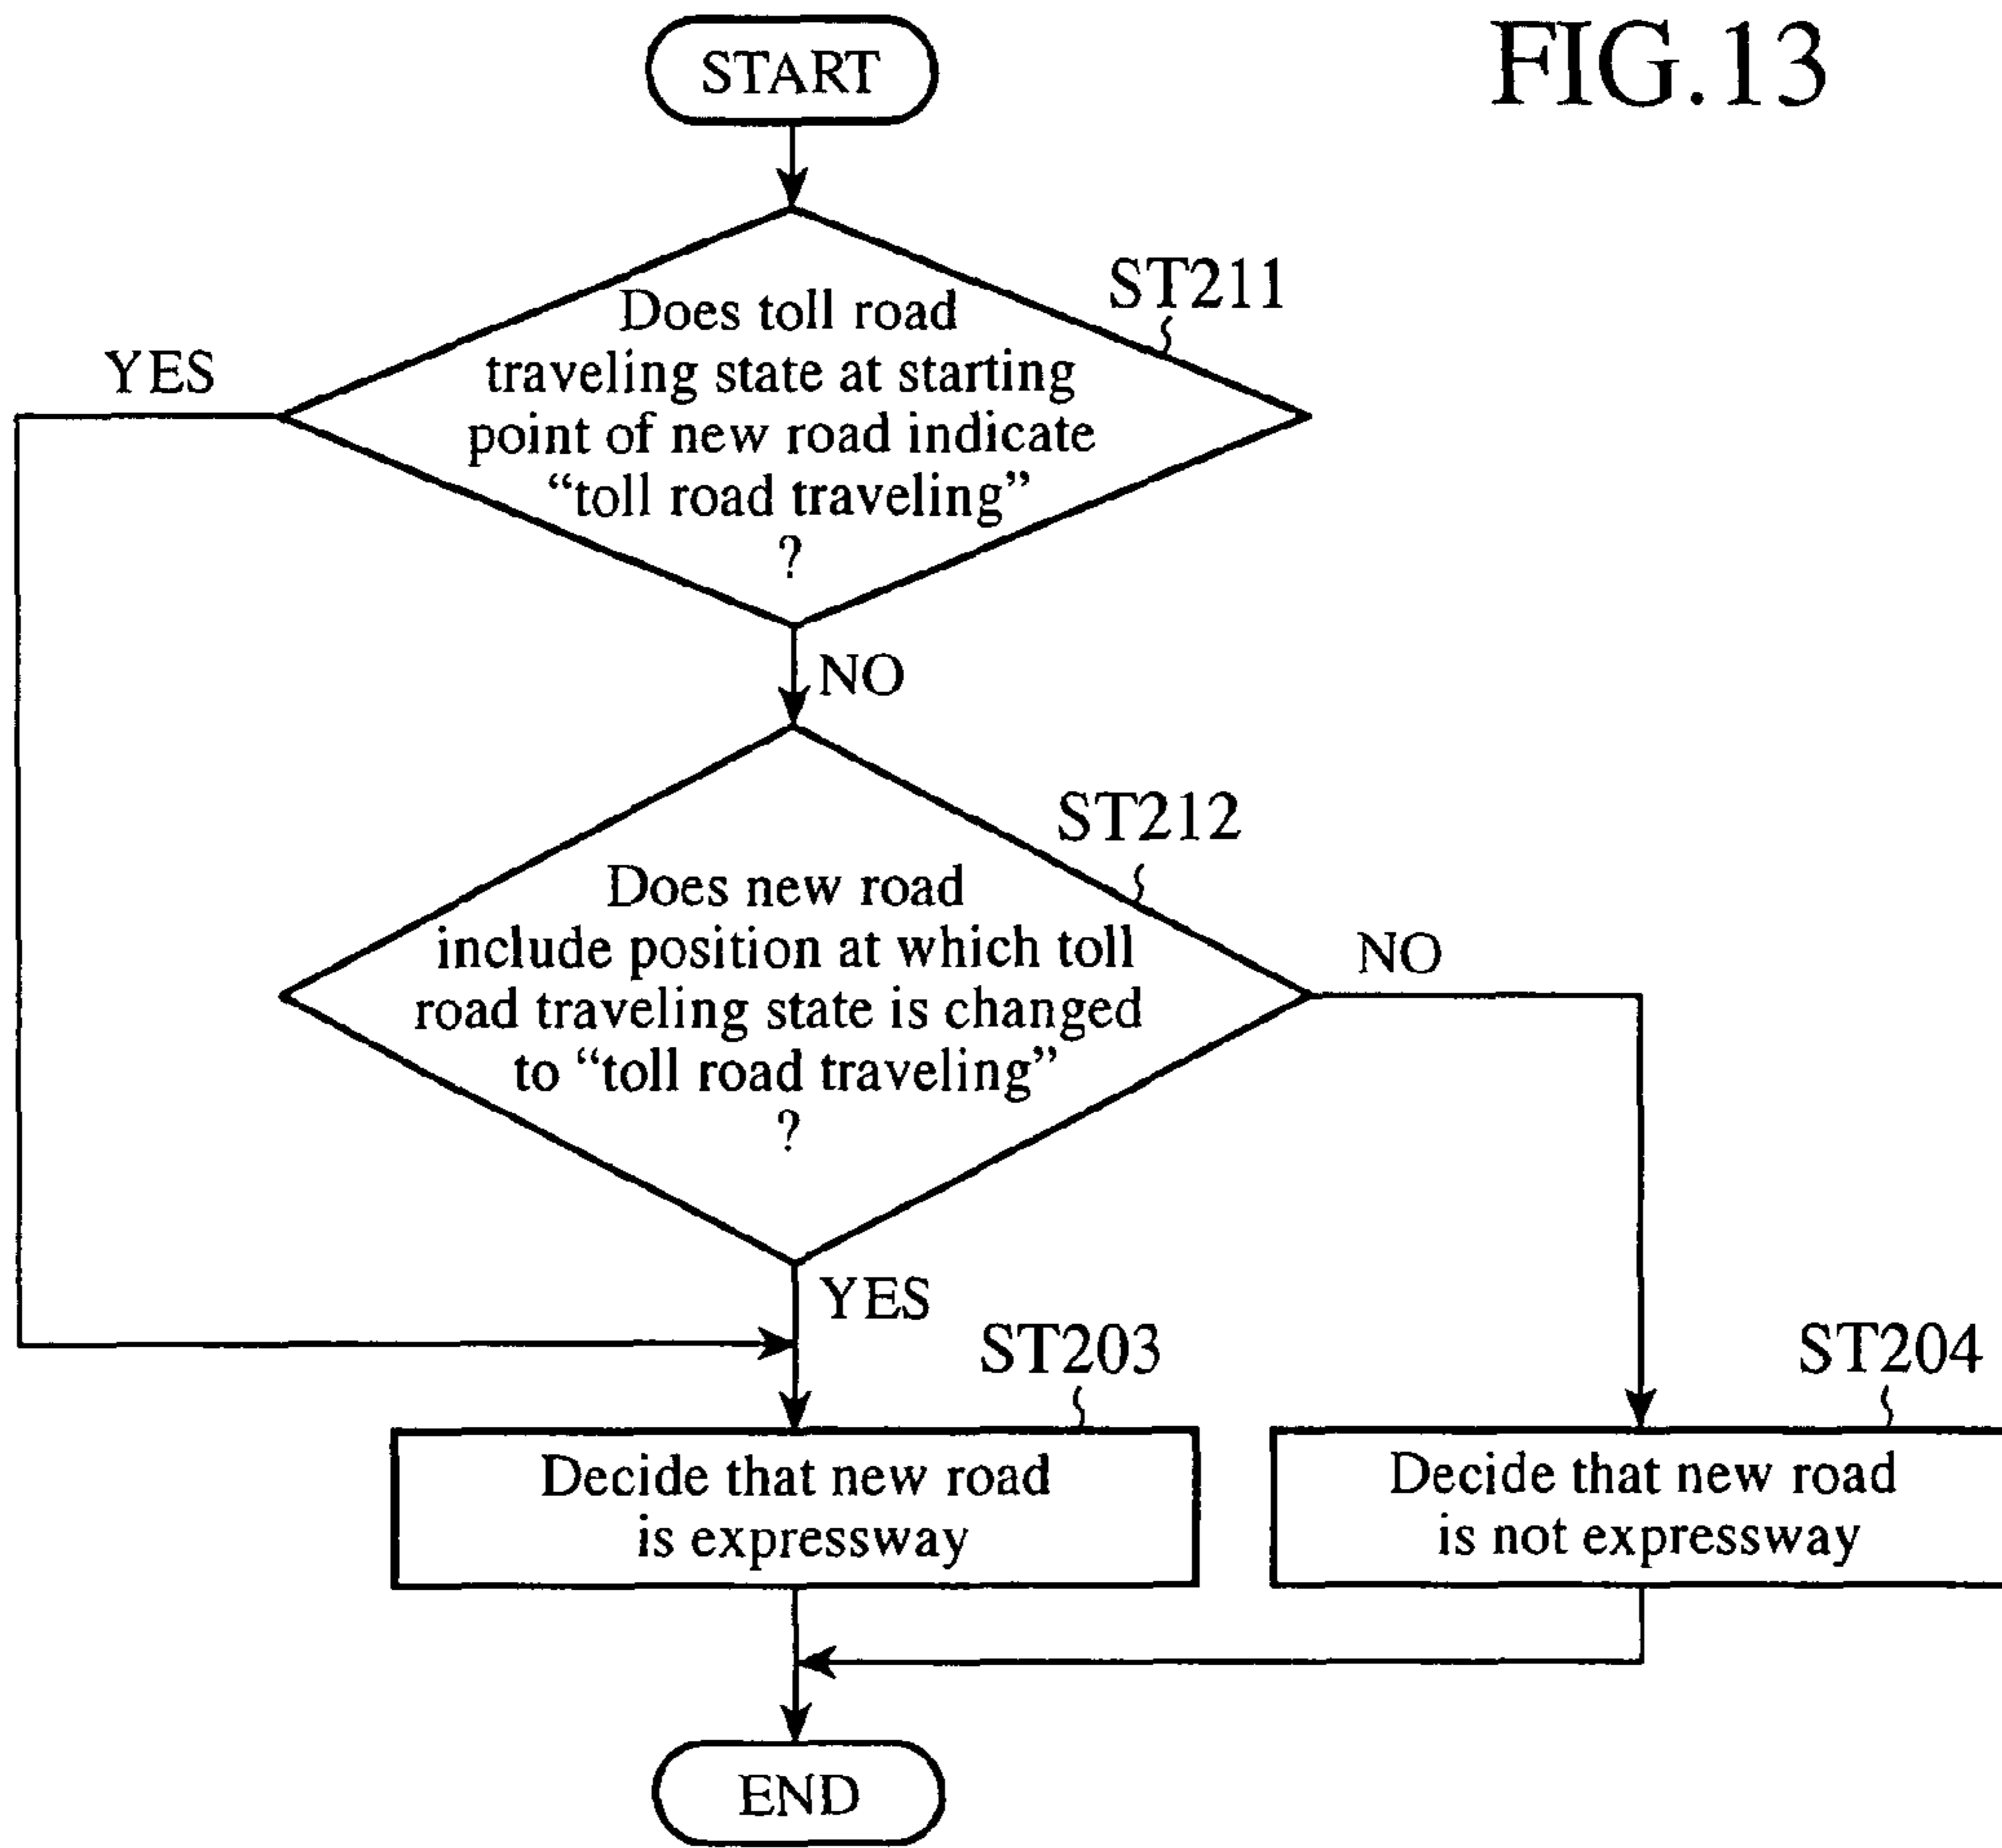 FIG.13
START
ST211
Does toll road
traveling state at starting
point of new road indicate
“toll road traveling”
?
YES
NO
ST212
Does new road
include position at which toll
road traveling state is changed
to “toll road traveling”
?
NO
YES
ST203
Decide that new road
is expressway
ST204
Decide that new road
is not expressway
END